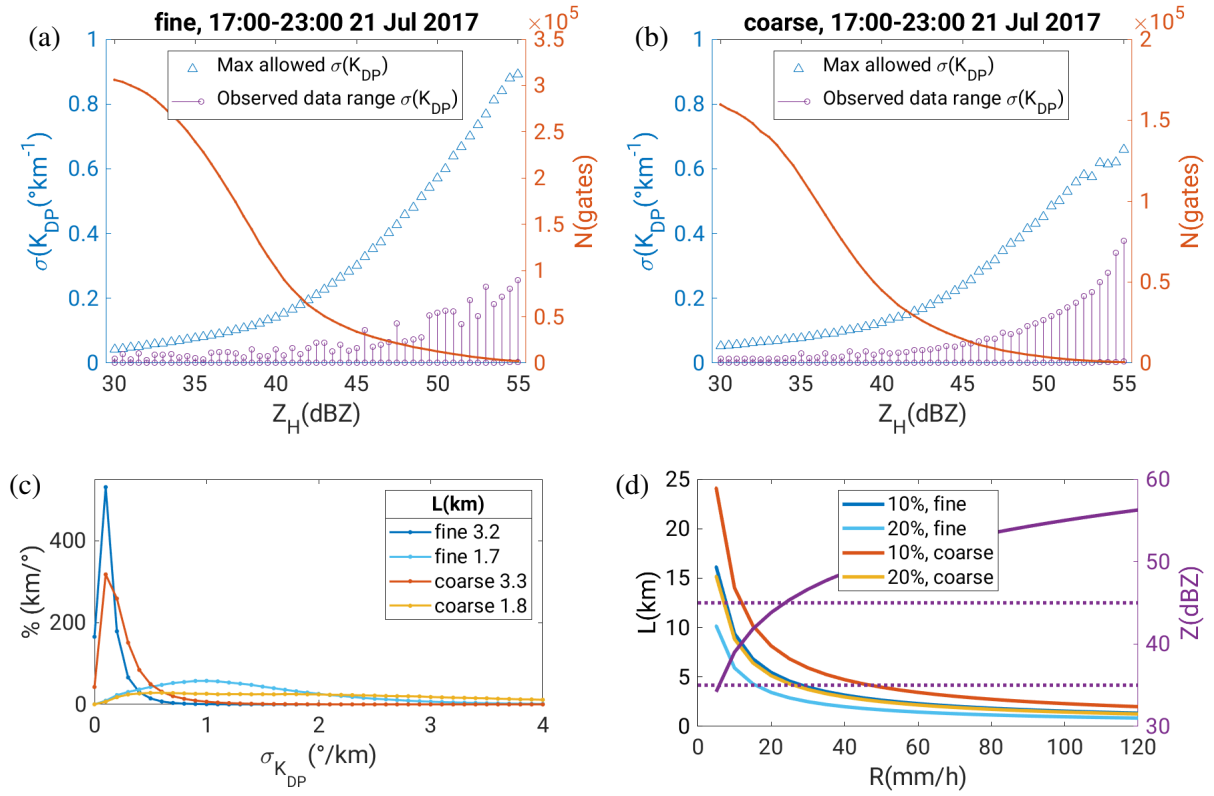 (a)
fine, 17:00-23:00 21 Jul 2017
×10^5
Max allowed σ(K_DP)
Observed data range σ(K_DP)
σ(K_DP(°km^-1)
1
0.8
0.6
0.4
0.2
0
3.5
3
2.5
2
1.5
1
0.5
0
N(gates)
30 35 40 45 50 55
Z_H(dBZ)
(b)
coarse, 17:00-23:00 21 Jul 2017
×10^5
Max allowed σ(K_DP)
Observed data range σ(K_DP)
σ(K_DP(°km^-1)
1
0.8
0.6
0.4
0.2
0
2
1.5
1
0.5
0
N(gates)
30 35 40 45 50 55
Z_H(dBZ)
(c)
L(km)
fine 3.2
fine 1.7
coarse 3.3
coarse 1.8
% (km/°)
400
200
0
0 1 2 3 4
σ_K_DP(°/km)
(d)
10%, fine
20%, fine
10%, coarse
20%, coarse
L(km)
25
20
15
10
5
0
60
50
40
30
Z(dBZ)
0 20 40 60 80 100 120
R(mm/h)